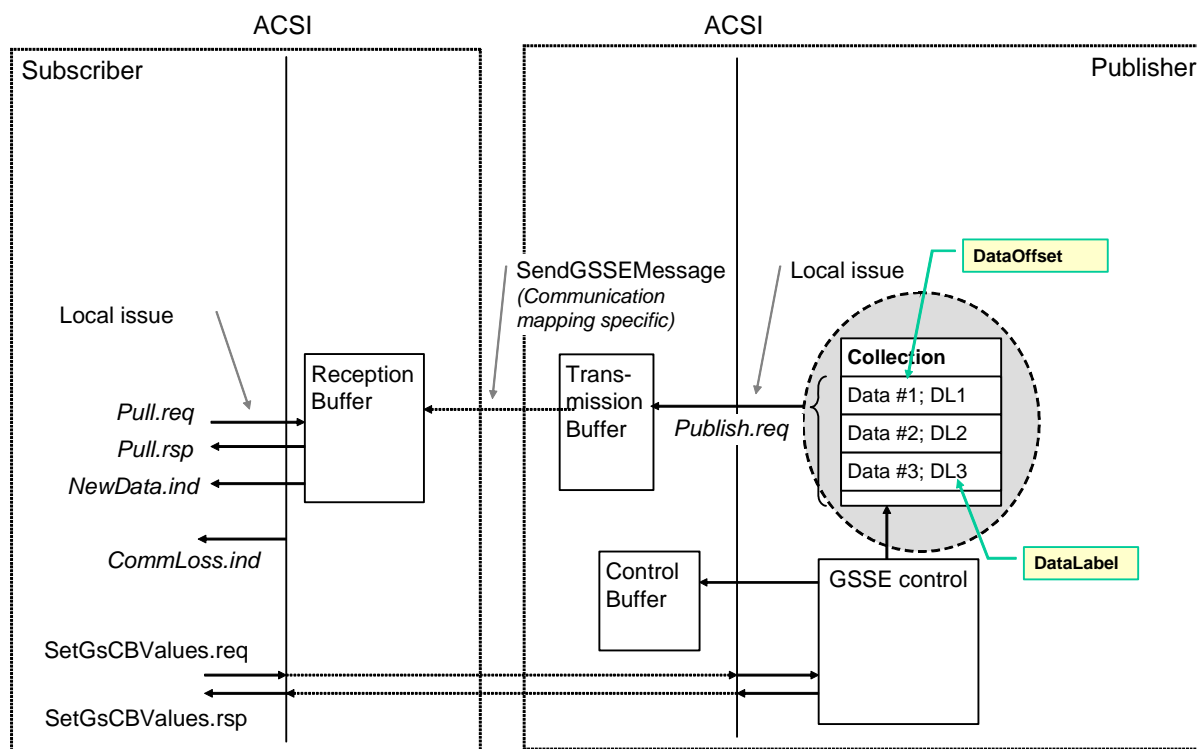 ACSI
ACSI
Subscriber
Publisher
SendGSSEMessage
(Communication
mapping specific)
Local issue
DataOffset
Local issue
Collection
Data #1; DL1
Data #2; DL2
Data #3; DL3
Reception
Buffer
Trans-
mission
Buffer
Pull.req
Pull.rsp
NewData.ind
Publish.req
CommLoss.ind
DataLabel
Control
Buffer
GSSE control
SetGsCBValues.req
SetGsCBValues.rsp